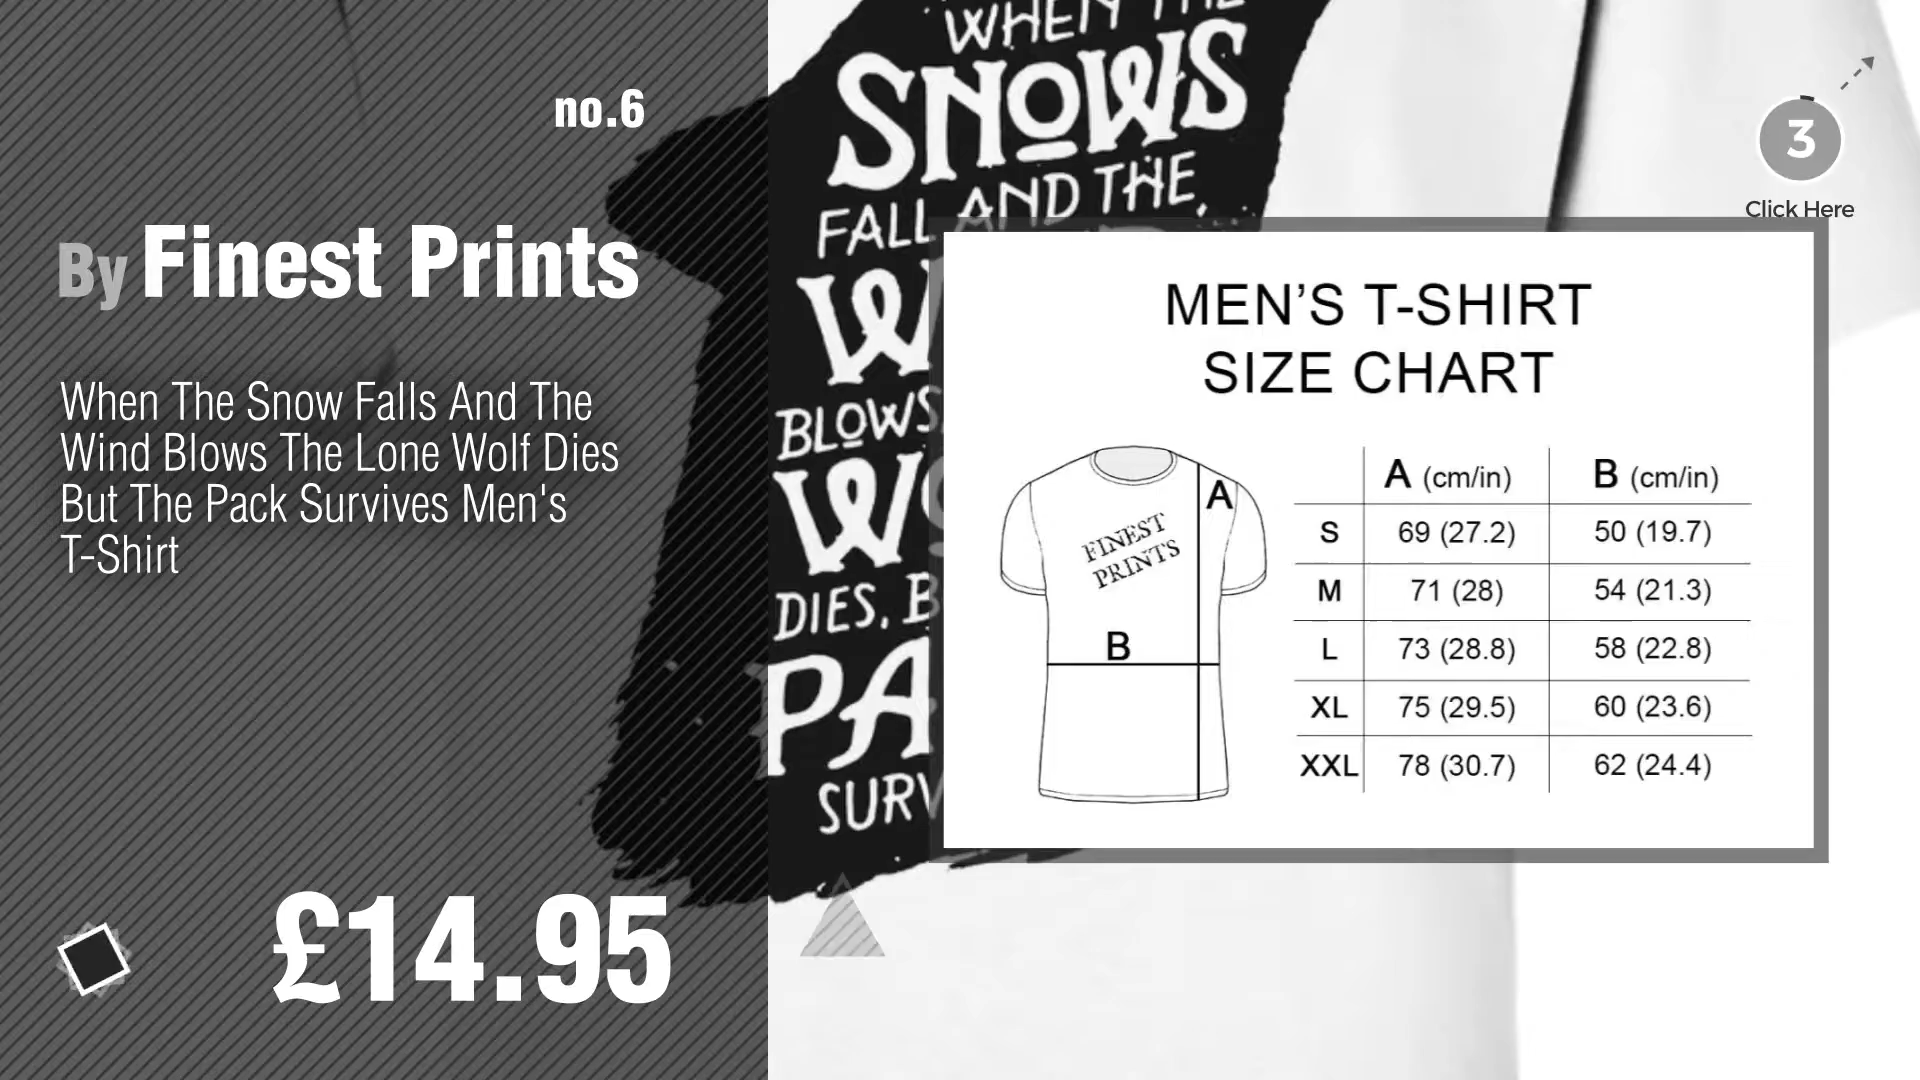 no.6
By Finest Prints
When The Snow Falls And The
Wind Blows The Lone Wolf Dies
But The Pack Survives Men's
T-Shirt
£14.95
WHEN THE
SNOWS
FALL AND THE
BLOWS
DIES, B
PA
SURV
3
Click Here
MEN’S T-SHIRT
SIZE CHART
FINEST
PRINTS
A
B
A (cm/in) B (cm/in)
S 69 (27.2) 50 (19.7)
M 71 (28) 54 (21.3)
L 73 (28.8) 58 (22.8)
XL 75 (29.5) 60 (23.6)
XXL 78 (30.7) 62 (24.4)